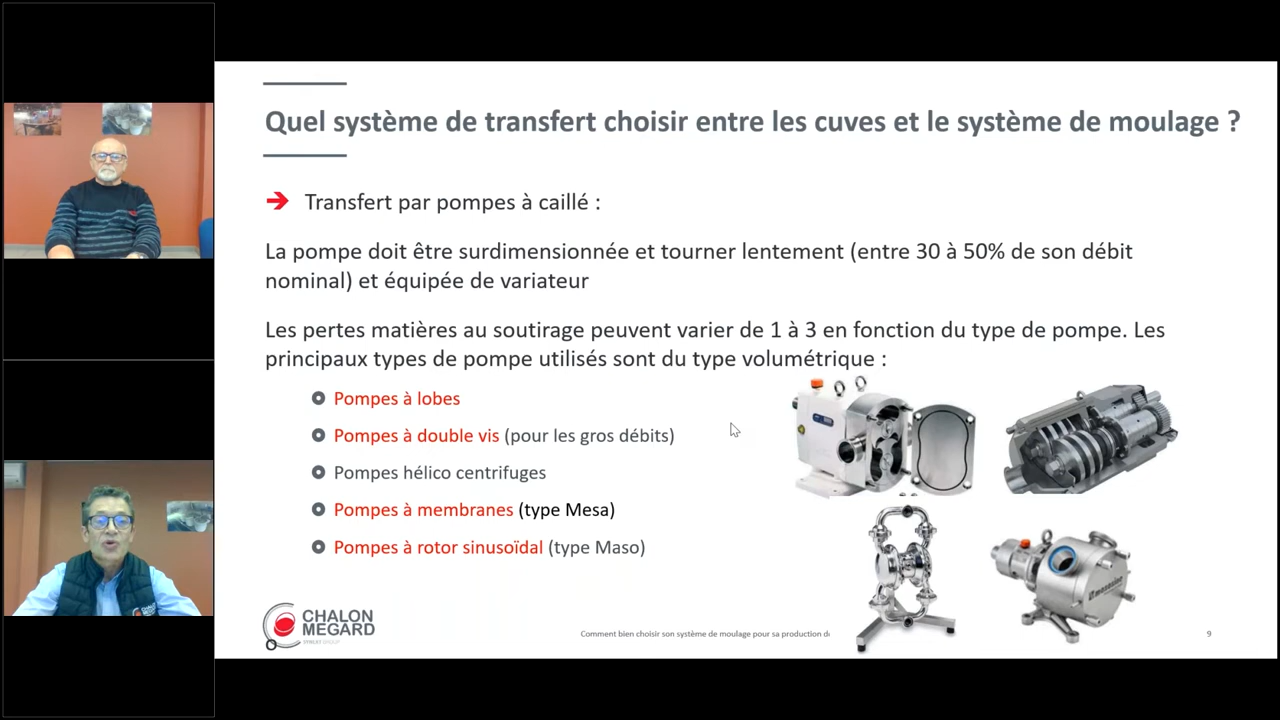 Quel système de transfert choisir entre les cuves et le système de moulage ?
Transfert par pompes à caillé :
La pompe doit être surdimensionnée et tourner lentement (entre 30 à 50% de son débit
nominal) et équipée de variateur
Les pertes matières au soutirage peuvent varier de 1 à 3 en fonction du type de pompe. Les
principaux types de pompe utilisés sont du type volumétrique :
Pompes à lobes
Pompes à double vis (pour les gros débits)
Pompes hélico centrifuges
Pompes à membranes (type Mesa)
Pompes à rotor sinusoïdal (type Maso)
CHALON
MEGARD
Comment bien choisir son système de moulage pour sa production d
9
CHALON
MEGARD